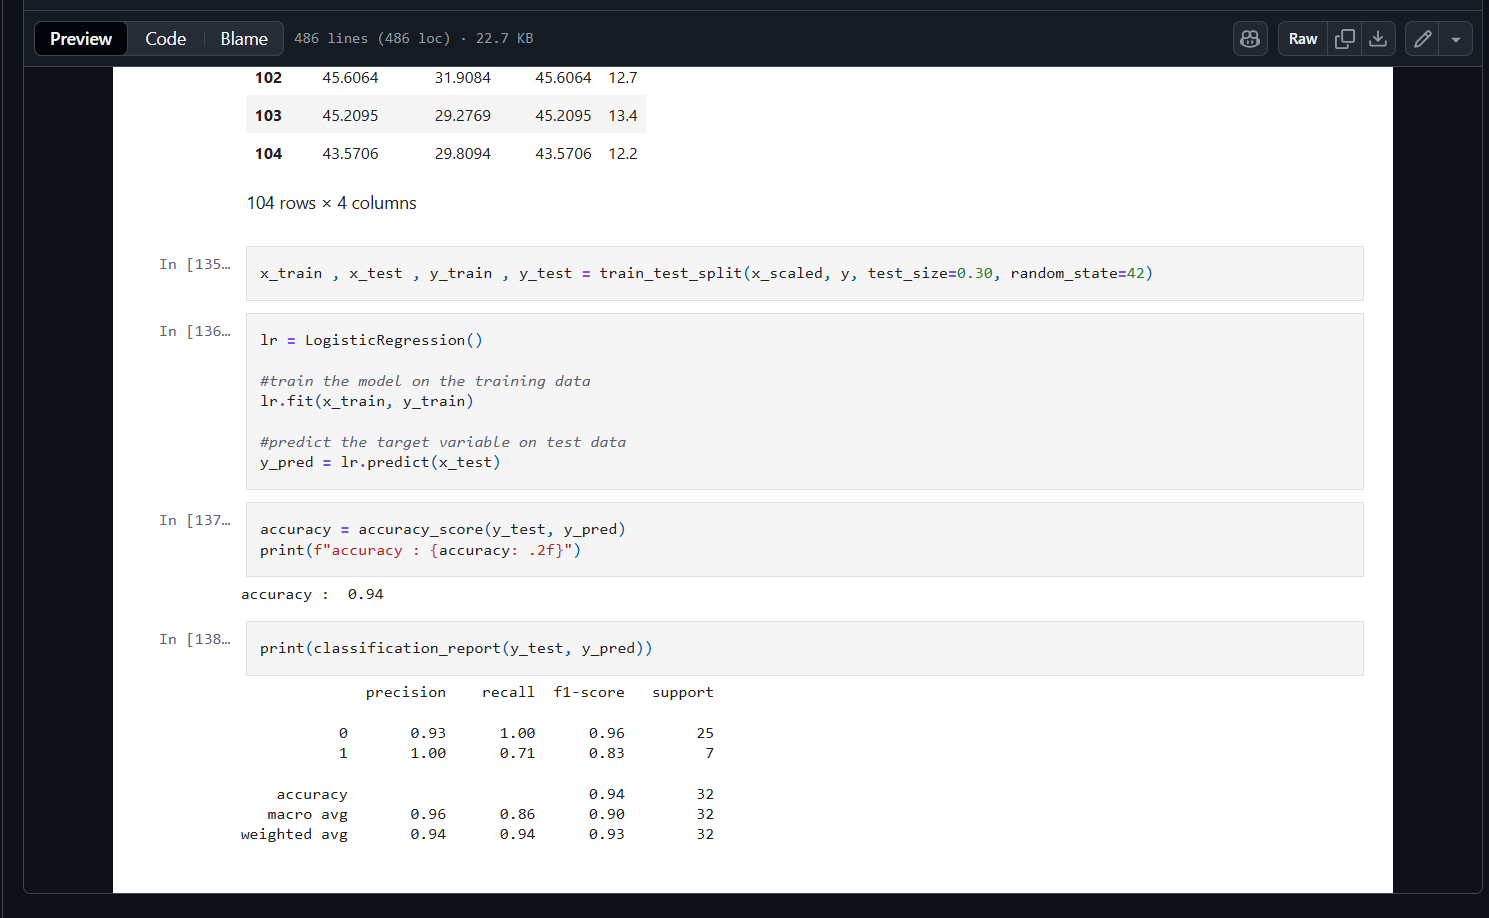 Preview Code Blame 486 lines (486 loc) · 22.7 KB Raw
102 45.6064 31.9084 45.6064 12.7
103 45.2095 29.2769 45.2095 13.4
104 43.5706 29.8094 43.5706 12.2
104 rows × 4 columns
In [135…
x_train , x_test , y_train , y_test = train_test_split(x_scaled, y, test_size=0.30, random_state=42)
In [136…
lr = LogisticRegression()
#train the model on the training data
lr.fit(x_train, y_train)
#predict the target variable on test data
y_pred = lr.predict(x_test)
In [137…
accuracy = accuracy_score(y_test, y_pred)
print(f"accuracy : {accuracy: .2f}")
accuracy :  0.94
In [138…
print(classification_report(y_test, y_pred))
precision recall f1-score support
0 0.93 1.00 0.96 25
1 1.00 0.71 0.83 7
accuracy 0.94 32
macro avg 0.96 0.86 0.90 32
weighted avg 0.94 0.94 0.93 32